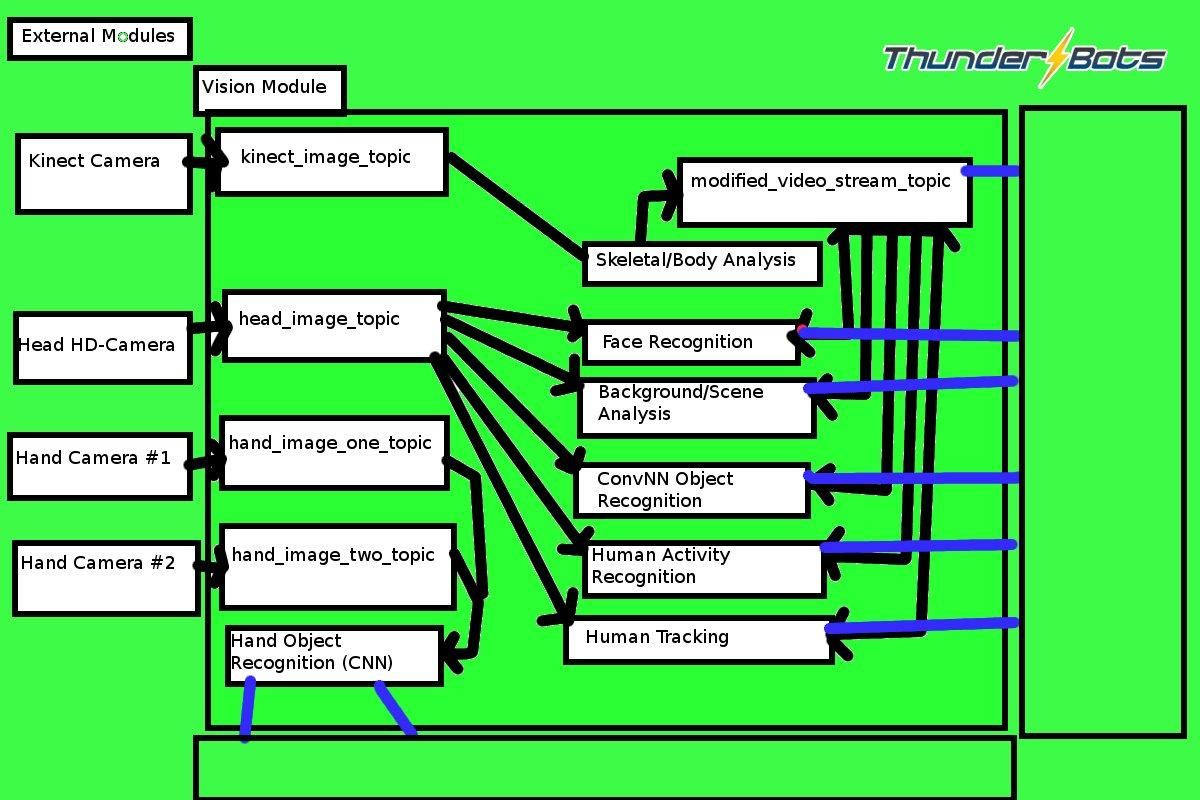 External Modules
Thunder Bots
Vision Module
Kinect Camera
kinect_image_topic
modified_video_stream_topic
Skeletal/Body Analysis
Head HD-Camera
head_image_topic
Face Recognition
Background/Scene
Analysis
Hand Camera #1
hand_image_one_topic
ConvNN Object
Recognition
Hand Camera #2
hand_image_two_topic
Human Activity
Recognition
Hand Object
Recognition (CNN)
Human Tracking